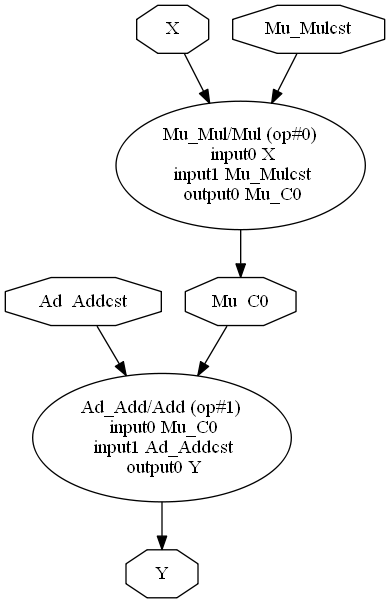 X
Mu_Mulcst
Mu_Mul/Mul (op#0)
input0 X
input1 Mu_Mulcst
output0 Mu_C0
Ad_Addcst
Mu_C0
Ad_Add/Add (op#1)
input0 Mu_C0
input1 Ad_Addcst
output0 Y
Y